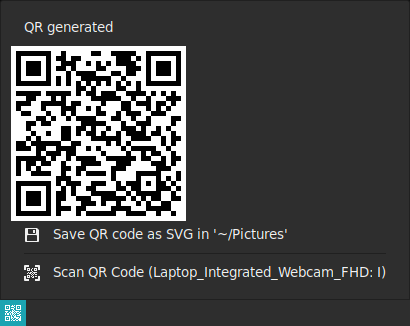 QR generated
Save QR code as SVG in '~/Pictures'
Scan QR Code (Laptop_Integrated_Webcam_FHD: I)